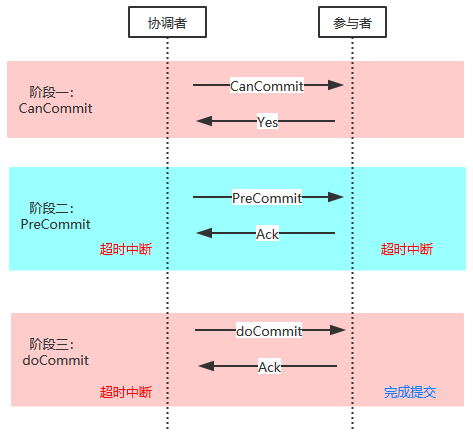 协调者
参与者
阶段一：
CanCommit
CanCommit
Yes
阶段二：
PreCommit
PreCommit
Ack
超时中断
超时中断
阶段三：
doCommit
doCommit
Ack
超时中断
完成提交